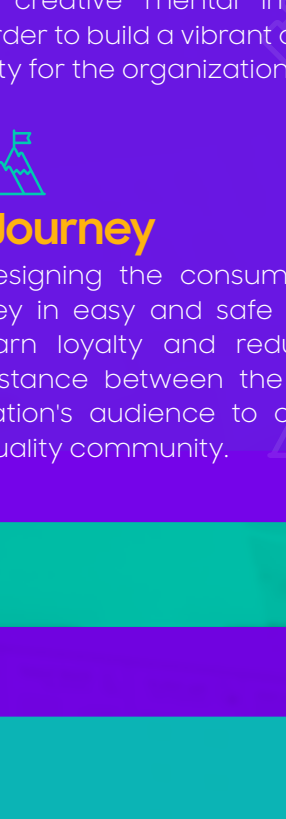 creative mental in
rder to build a vibrant
ty for the organization
Journey
esigning the consum
ey in easy and safe
arn loyalty and redu
stance between the
ation's audience to c
uality community.